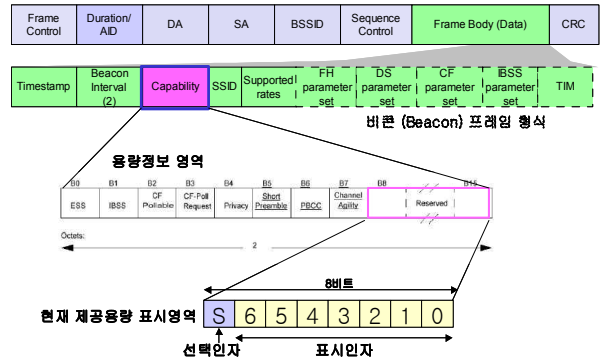 Frame Control Duration/AID DA SA BSSID Sequence Control Frame Body (Data) CRC
Timestamp Beacon Interval (2) Capability SSID Supported rates FH parameter set DS parameter set CF parameter set IBSS parameter set TIM
비콘 (Beacon) 프레임 형식
용량정보 영역
B0 B1 B2 B3 B4 B5 B6 B7 B8 B15
ESS IBSS CF Pollable CF-Poll Request Privacy Short Preamble PBCC Channel Agility Reserved
Octets: 2
8비트
현재 제공용량 표시영역 S 6 5 4 3 2 1 0
선택인자 표시인자